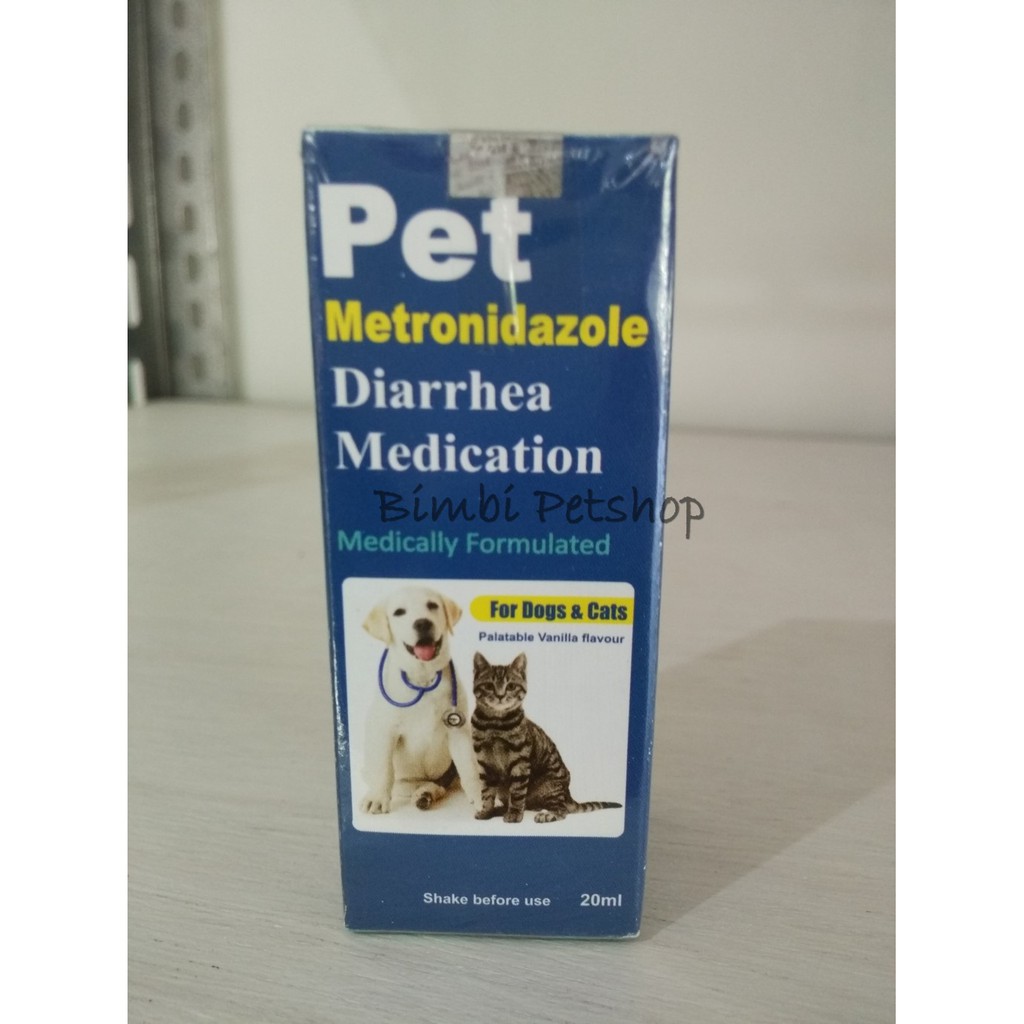 Pet
Metronidazole
Diarrhea
Medication
Bimbi Petshop
Medically Formulated
For Dogs & Cats
Palatable Vanilla flavour
Shake before use 20ml